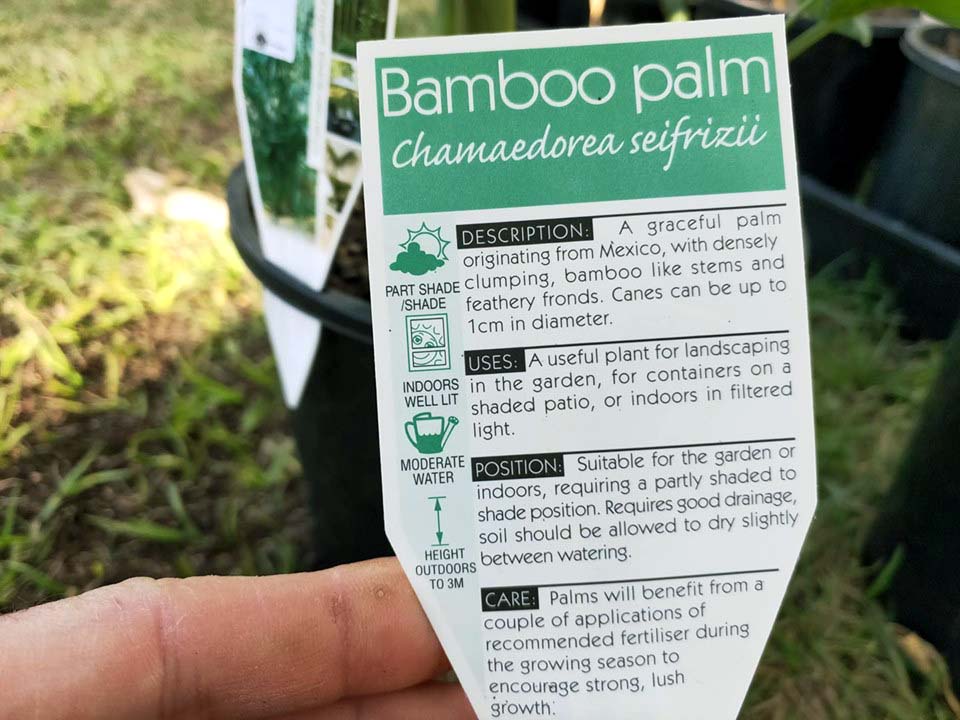 Bamboo palm
Chamaedorea seifrizii
PART SHADE
/SHADE
INDOORS
WELL LIT
MODERATE
WATER
HEIGHT
OUTDOORS
TO 3M
DESCRIPTION: A graceful palm
originating from Mexico, with densely
clumping, bamboo like stems and
feathery fronds. Canes can be up to
1cm in diameter.
USES: A useful plant for landscaping
in the garden, for containers on a
shaded patio, or indoors in filtered
light.
POSITION: Suitable for the garden or
indoors, requiring a partly shaded to
shade position. Requires good drainage,
soil should be allowed to dry slightly
between watering.
CARE: Palms will benefit from a
couple of applications of
recommended fertiliser during
the growing season to
encourage strong, lush
growth.